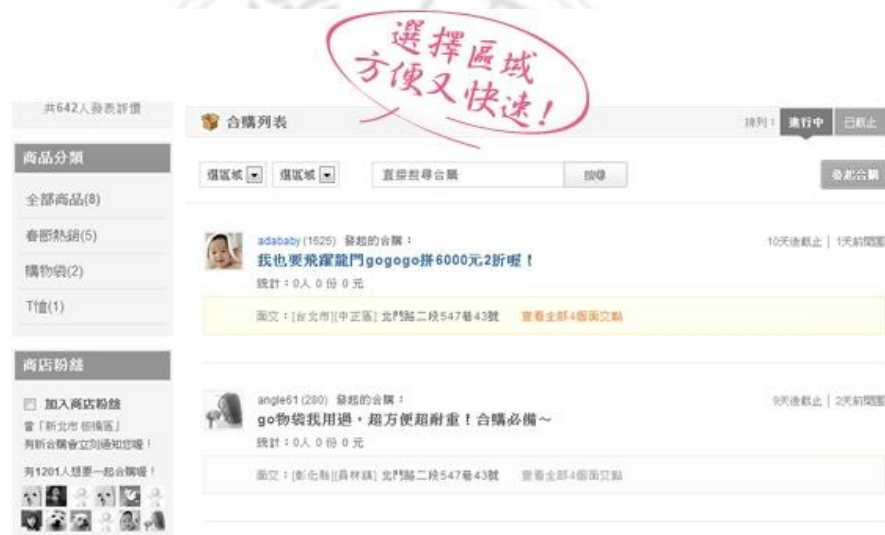 選擇區域
方便又快速!
共642人發表評價
合購列表
排列: 進行中 已截止
商品分類
選區域 選區域 直接搜尋合購 搜尋 發起合購
全部商品(8)
春節熱銷(5)
購物袋(2)
T恤(1)
adababy(1625) 發起的合購:
10天後截止 | 1天前開團
我也要飛躍龍門gogogo拼6000元2折喔!
統計:0人 0 份 0 元
面交:[台北市][中正區] 北門路二段547巷43號 查看全部4個面交點
商店粉絲
加入商店粉絲
當「新北市 板橋區」
有新合購會立刻通知您喔!
有1201人想要一起合購喔!
angle61(280) 發起的合購:
9天後截止 | 2天前開團
go物袋我用過,超方便超耐重!合購必備~
統計:0人 0 份 0 元
面交:[彰化縣][員林鎮] 北門路二段547巷43號 查看全部4個面交點